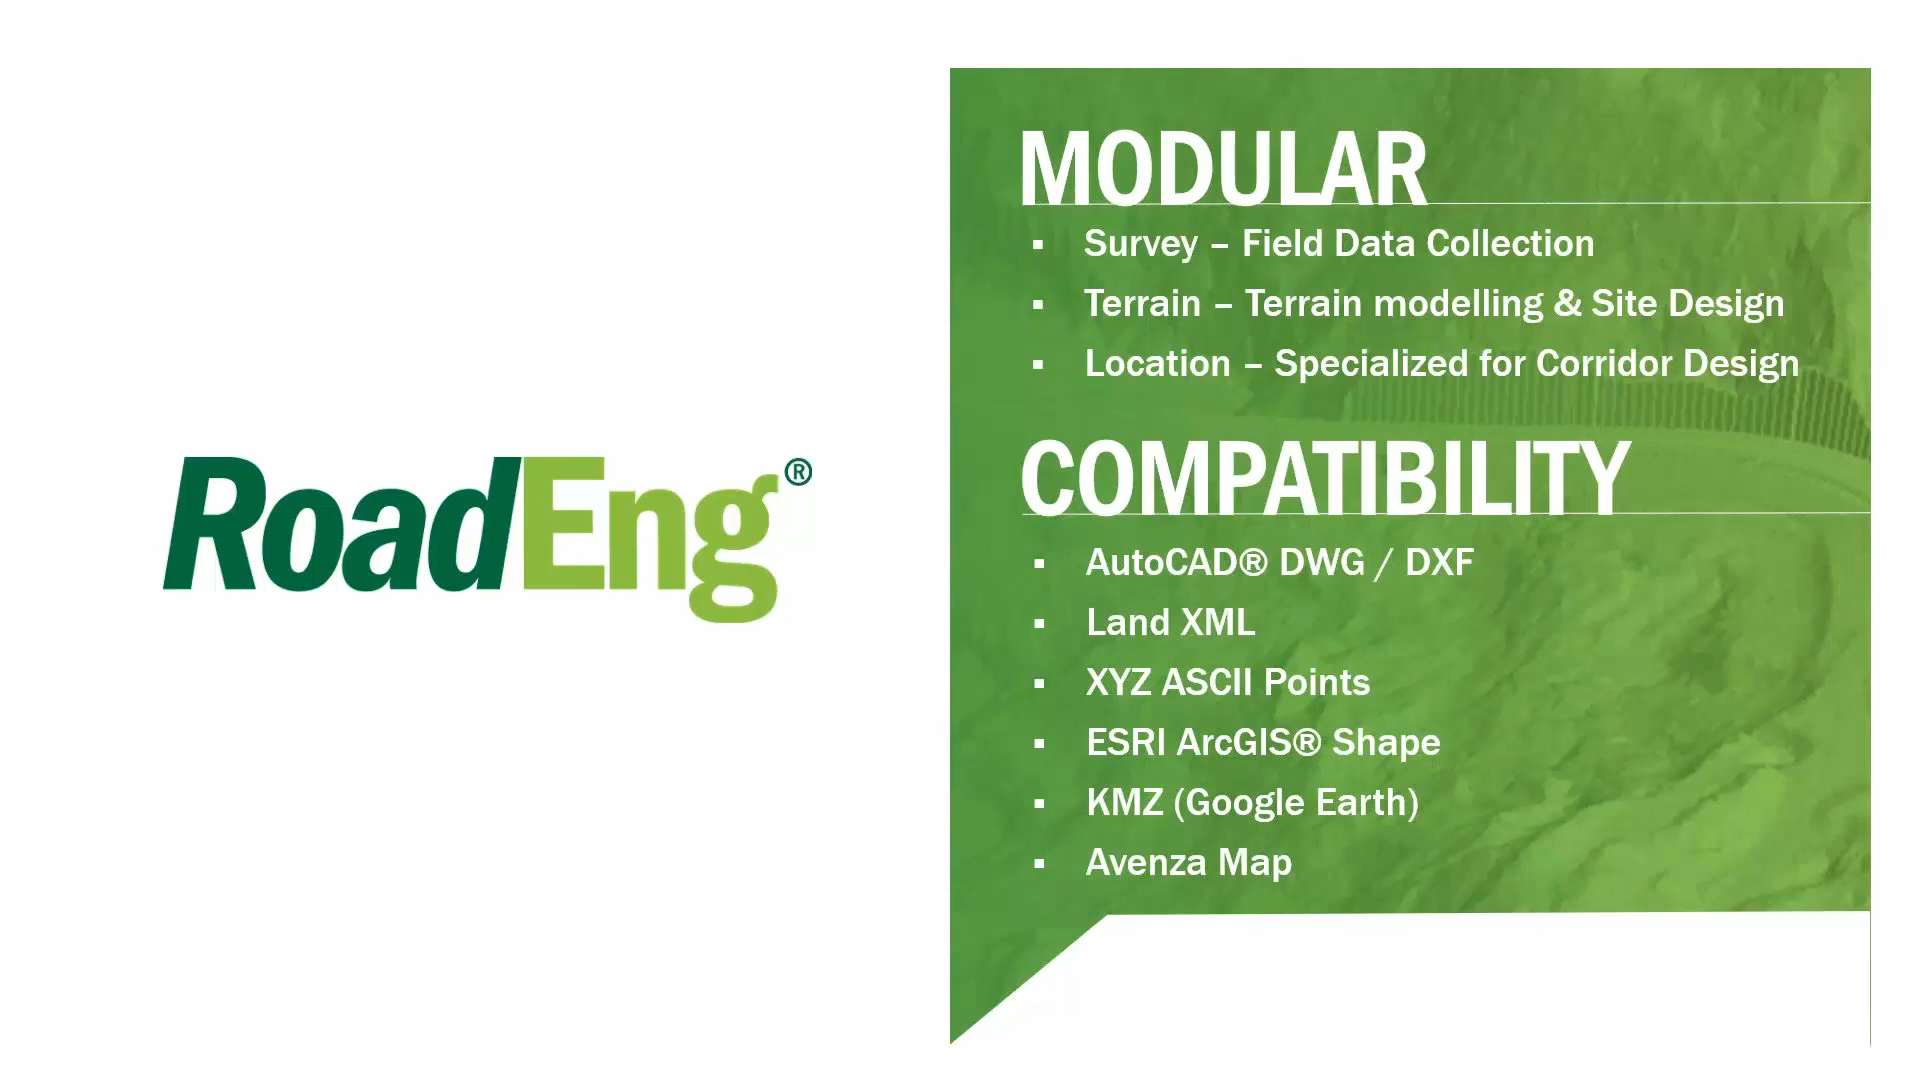 RoadEng®
MODULAR
▪ Survey – Field Data Collection
▪ Terrain – Terrain modelling & Site Design
▪ Location – Specialized for Corridor Design
COMPATIBILITY
▪ AutoCAD® DWG / DXF
▪ Land XML
▪ XYZ ASCII Points
▪ ESRI ArcGIS® Shape
▪ KMZ (Google Earth)
▪ Avenza Map